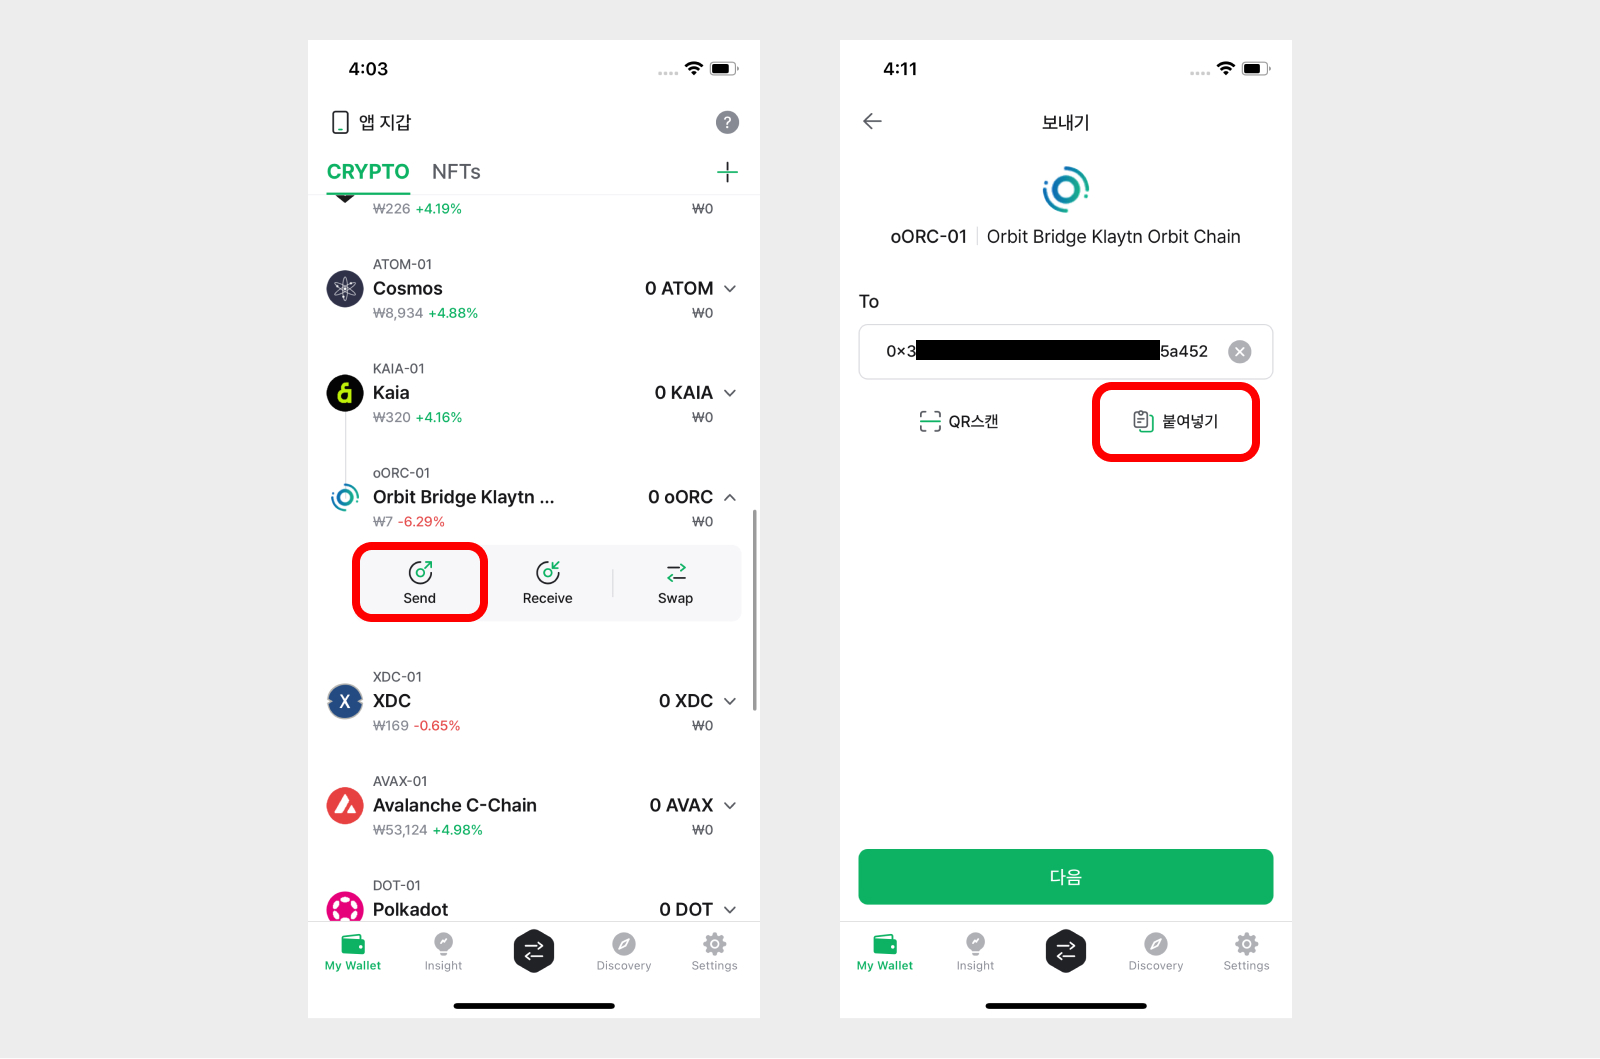 4:03
앱 지갑
?
CRYPTO NFTs
₩226 +4.19% ₩0
ATOM-01
Cosmos 0 ATOM
₩8,934 +4.88% ₩0
KAIA-01
Kaia 0 KAIA
₩320 +4.16% ₩0
oORC-01
Orbit Bridge Klaytn ... 0 oORC
₩7 -6.29% ₩0
Send Receive Swap
XDC-01
X
XDC 0 XDC
₩169 -0.65% ₩0
AVAX-01
Avalanche C-Chain 0 AVAX
₩53,124 +4.98% ₩0
DOT-01
Polkadot 0 DOT
My Wallet Insight Discovery Settings
4:11
보내기
oORC-01 Orbit Bridge Klaytn Orbit Chain
To
0×3 5a452
QR스캔 붙여넣기
다음
My Wallet Insight Discovery Settings